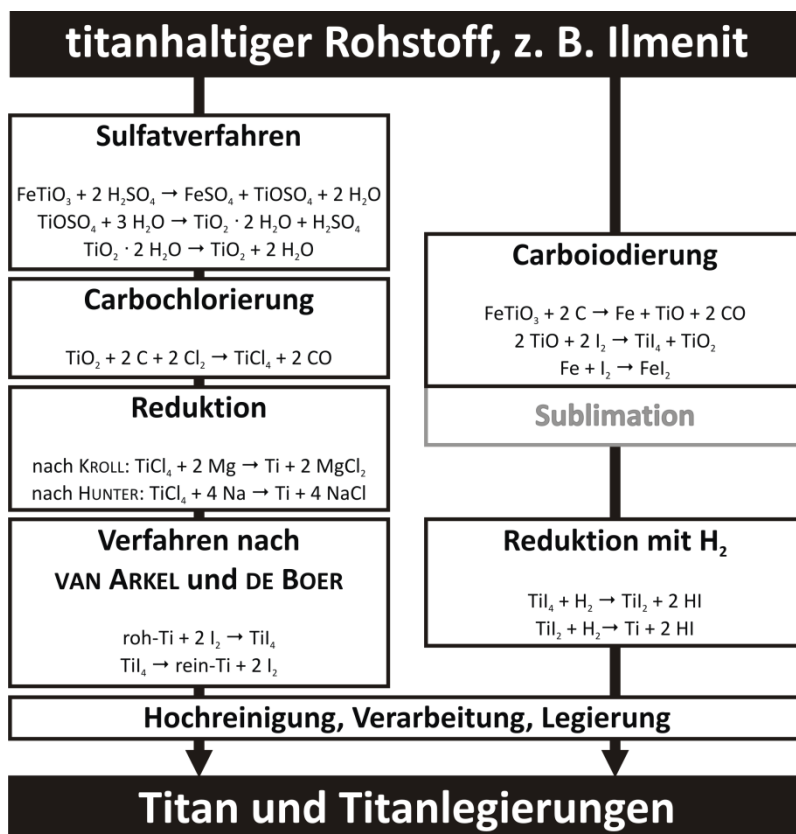 titanhaltiger Rohstoff, z. B. Ilmenit
Sulfatverfahren
FeTiO₃ + 2 H₂SO₄ → FeSO₄ + TiOSO₄ + 2 H₂O
TiOSO₄ + 3 H₂O → TiO₂ · 2 H₂O + H₂SO₄
TiO₂ · 2 H₂O → TiO₂ + 2 H₂O
Carbochlorierung
TiO₂ + 2 C + 2 Cl₂ → TiCl₄ + 2 CO
Reduktion
nach KROLL: TiCl₄ + 2 Mg → Ti + 2 MgCl₂
nach HUNTER: TiCl₄ + 4 Na → Ti + 4 NaCl
Verfahren nach
VAN ARKEL und DE BOER
roh-Ti + 2 I₂ → TiI₄
TiI₄ → rein-Ti + 2 I₂
Carboiodierung
FeTiO₃ + 2 C → Fe + TiO + 2 CO
2 TiO + 2 I₂ → TiI₄ + TiO₂
Fe + I₂ → FeI₂
Sublimation
Reduktion mit H₂
TiI₄ + H₂ → TiI₂ + 2 HI
TiI₂ + H₂→ Ti + 2 HI
Hochreinigung, Verarbeitung, Legierung
Titan und Titanlegierungen